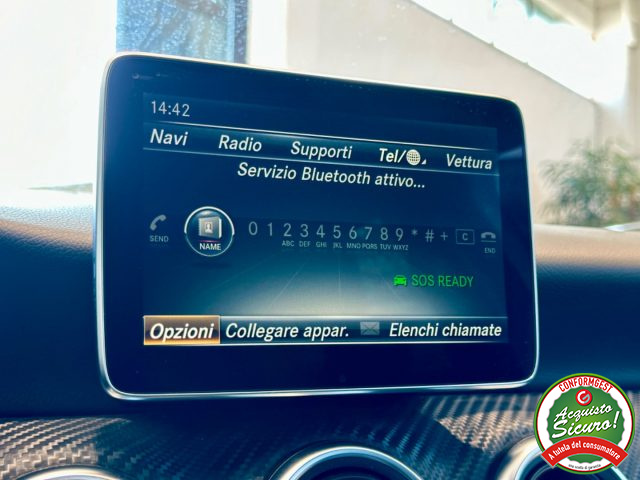 14:42
Navi Radio Supporti Tel/ Vettura
Servizio Bluetooth attivo...
0 1 2 3 4 5 6 7 8 9 * # + C
ABC DEF GHI JKL MNO PQRS TUV WXYZ
SEND NAME END
SOS READY
Opzioni Collegare appar. Elenchi chiamate
CONFORMGEST
Acquisto
Sicuro!
A tutela del consumatore